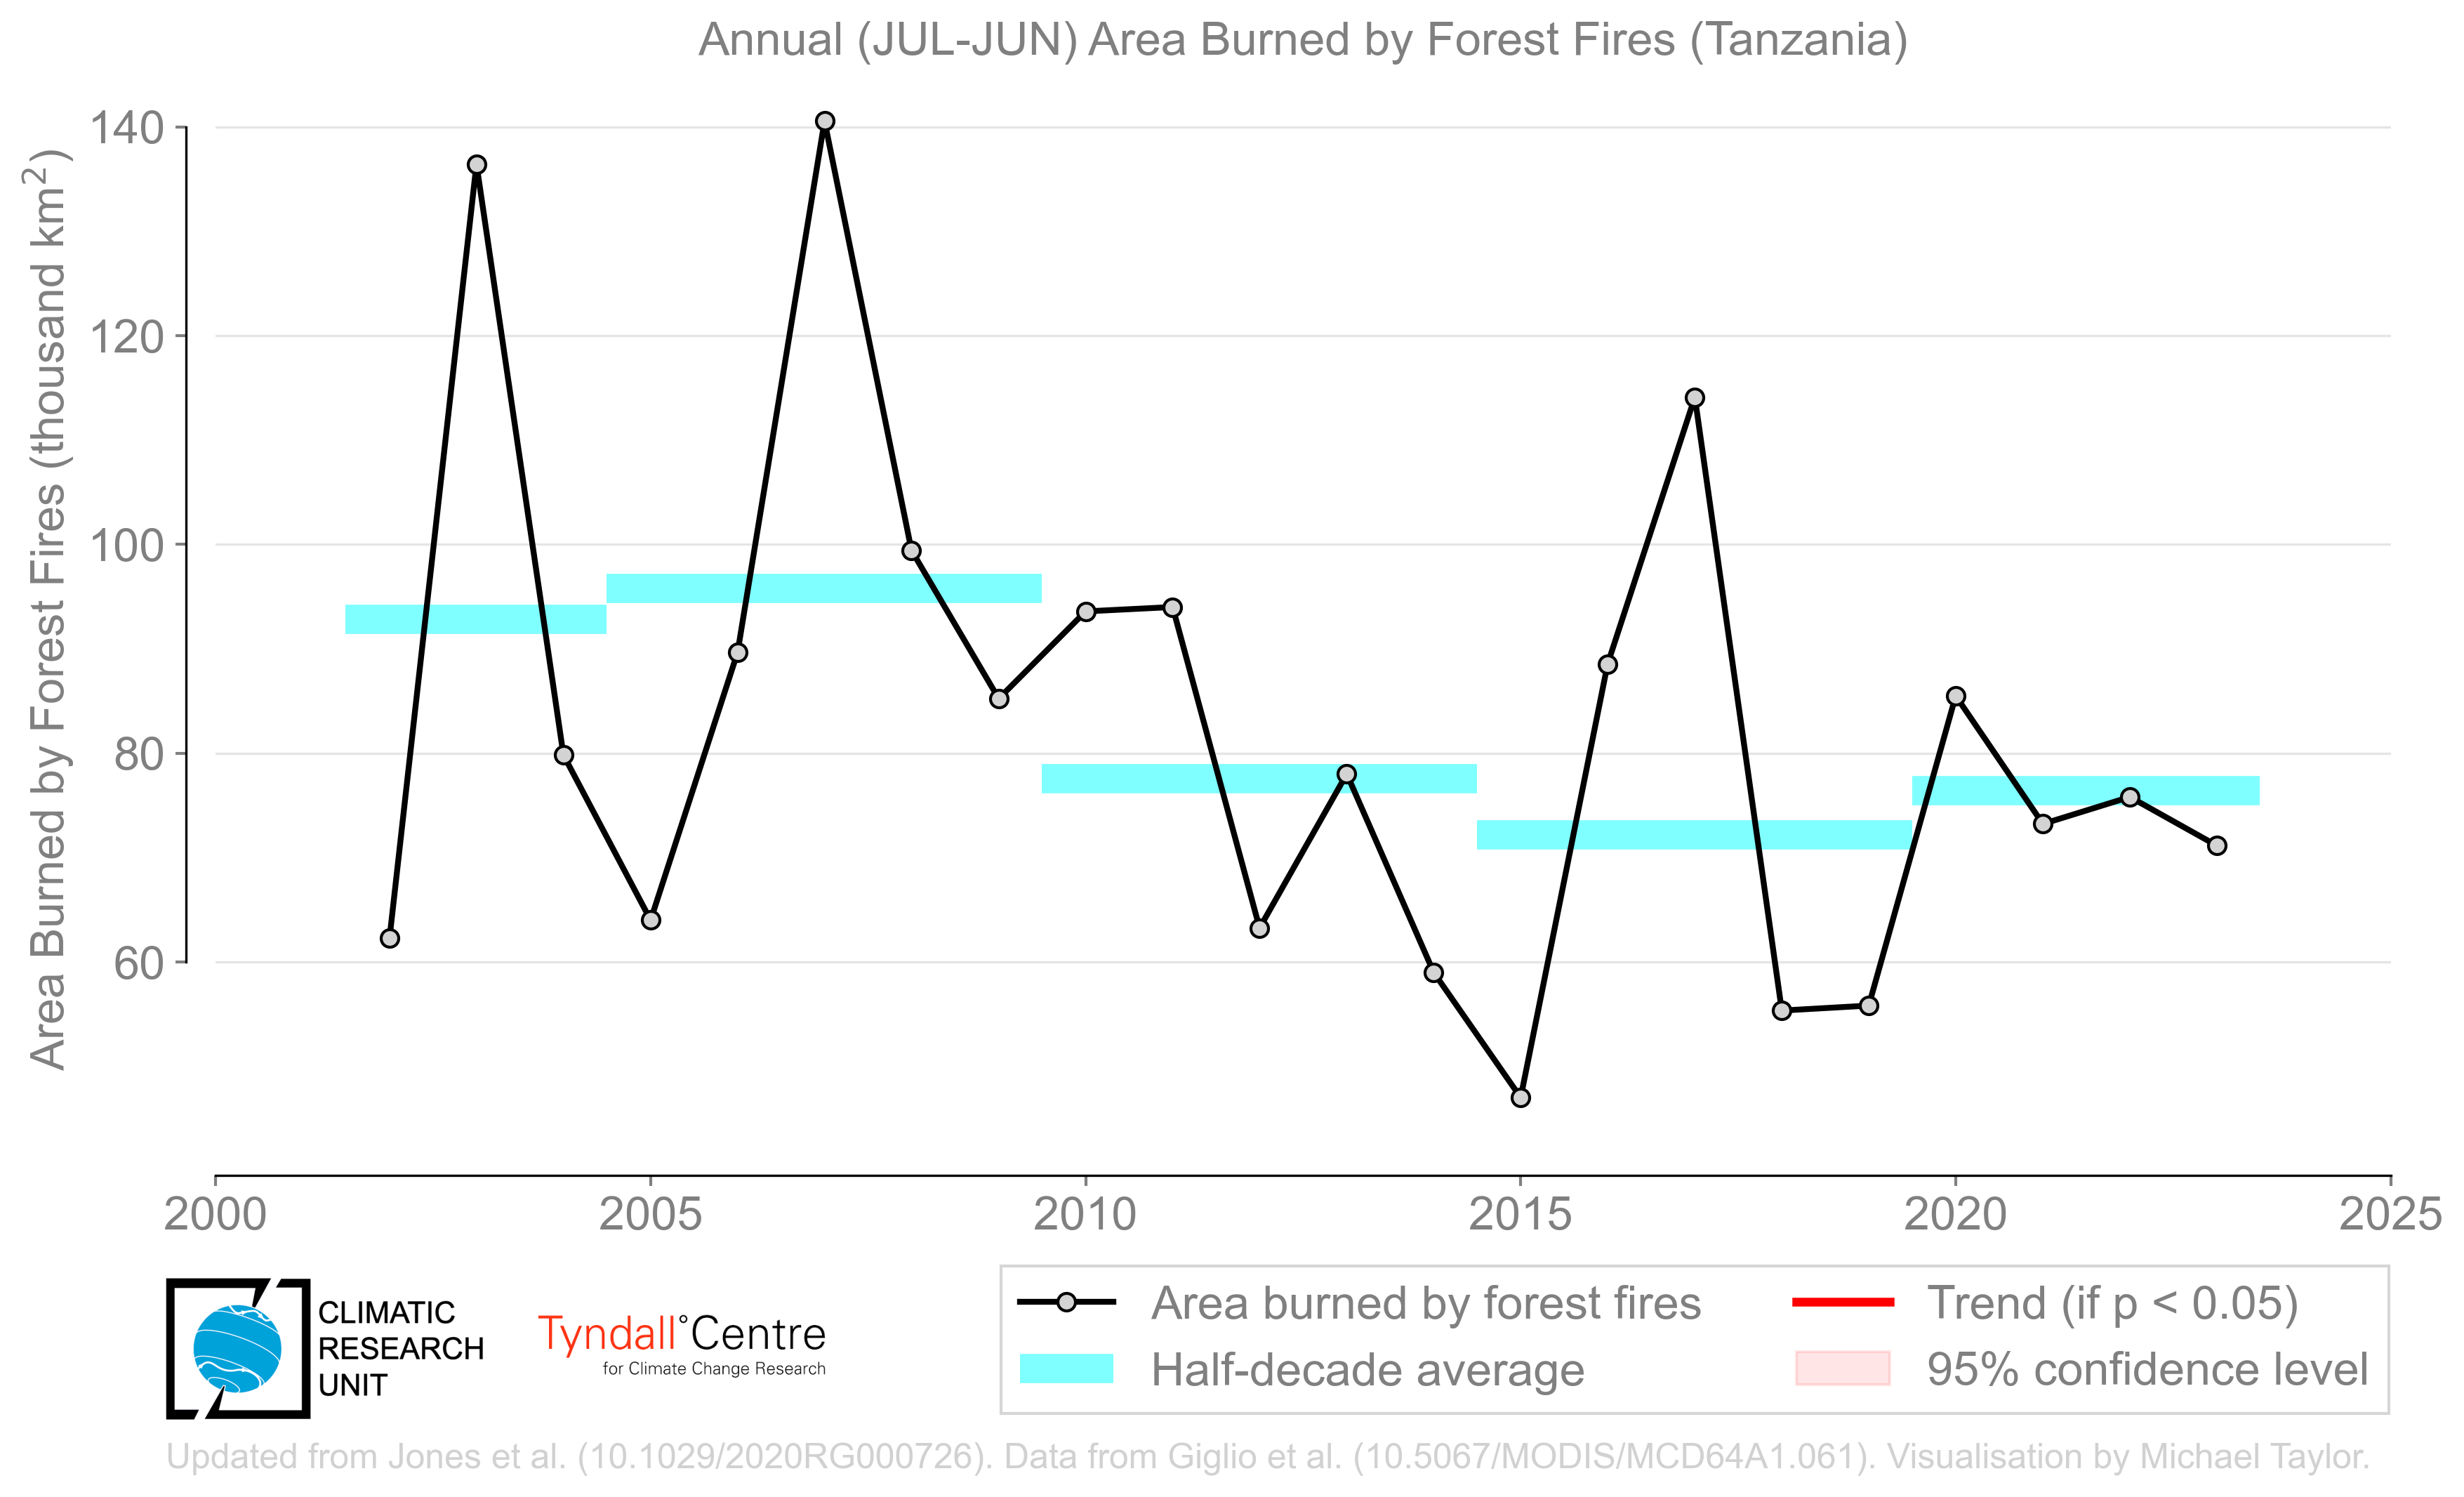 Annual (JUL-JUN) Area Burned by Forest Fires (Tanzania)
Area Burned by Forest Fires (thousand km²)
140
120
100
80
60
2000 2005 2010 2015 2020 2025
CLIMATIC
RESEARCH
UNIT
Tyndall°Centre
for Climate Change Research
Area burned by forest fires
Half-decade average
Trend (if p < 0.05)
95% confidence level
Updated from Jones et al. (10.1029/2020RG000726). Data from Giglio et al. (10.5067/MODIS/MCD64A1.061). Visualisation by Michael Taylor.